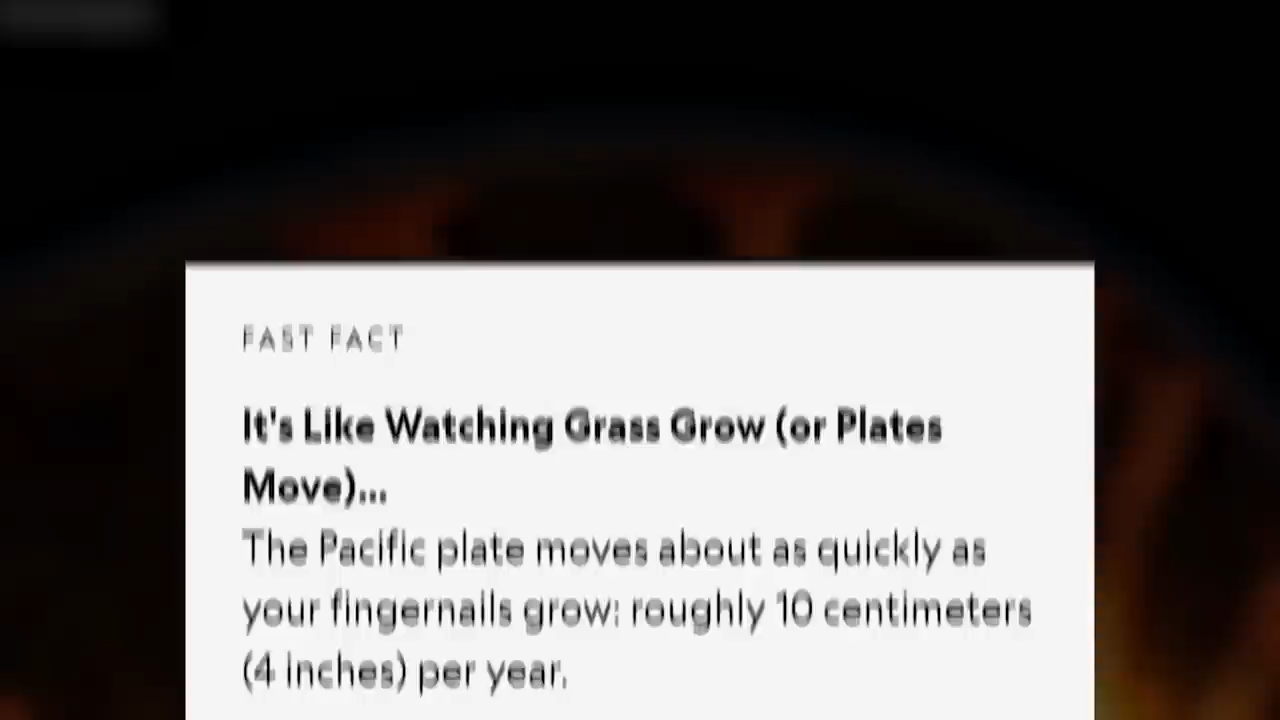 FAST FACT
It's Like Watching Grass Grow (or Plates
Move)...
The Pacific plate moves about as quickly as
your fingernails grow: roughly 10 centimeters
(4 inches) per year.